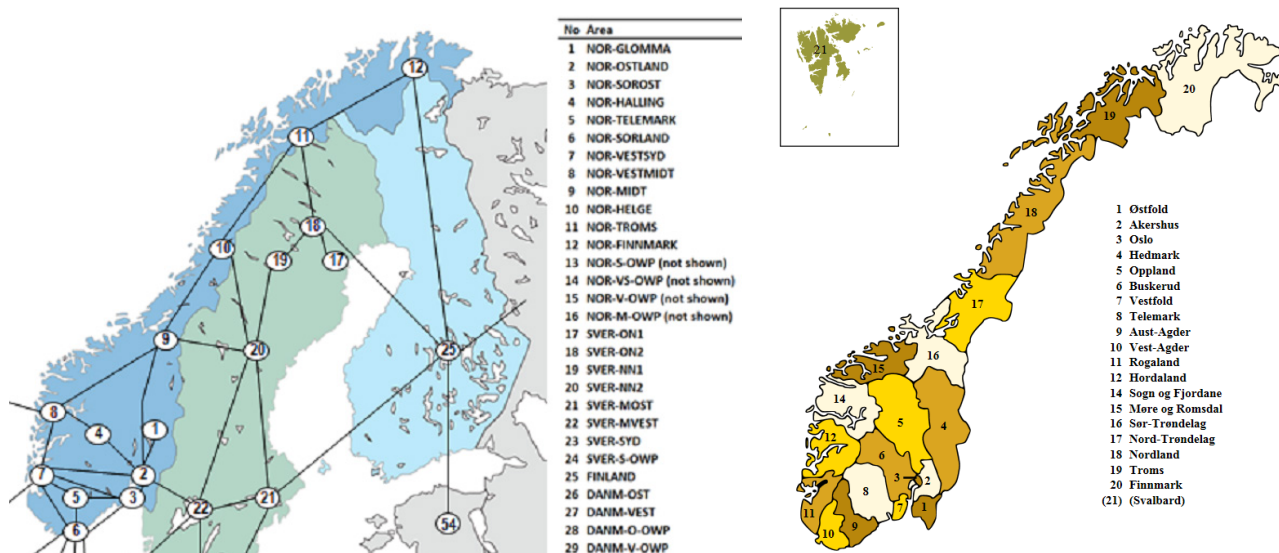 12
11
18
10
19
17
9
20
25
8
4
1
7
2
5
3
22
21
6
54
No Area
1 NOR-GLOMMA
2 NOR-OSTLAND
3 NOR-SOROST
4 NOR-HALLING
5 NOR-TELEMARK
6 NOR-SORLAND
7 NOR-VESTSYD
8 NOR-VESTMIDT
9 NOR-MIDT
10 NOR-HELGE
11 NOR-TROMS
12 NOR-FINNMARK
13 NOR-S-OWP (not shown)
14 NOR-VS-OWP (not shown)
15 NOR-V-OWP (not shown)
16 NOR-M-OWP (not shown)
17 SVER-ON1
18 SVER-ON2
19 SVER-NN1
20 SVER-NN2
21 SVER-MOST
22 SVER-MVEST
23 SVER-SYD
24 SVER-S-OWP
25 FINLAND
26 DANM-OST
27 DANM-VEST
28 DANM-O-OWP
29 DANM-V-OWP
21
20
19
18
17
16
15
14
5
4
12
6
3
2
8
7
1
11
9
10
1 Østfold
2 Akershus
3 Oslo
4 Hedmark
5 Oppland
6 Buskerud
7 Vestfold
8 Telemark
9 Aust-Agder
10 Vest-Agder
11 Rogaland
12 Hordaland
14 Sogn og Fjordane
15 Møre og Romsdal
16 Sør-Trøndelag
17 Nord-Trøndelag
18 Nordland
19 Troms
20 Finnmark
(21) (Svalbard)